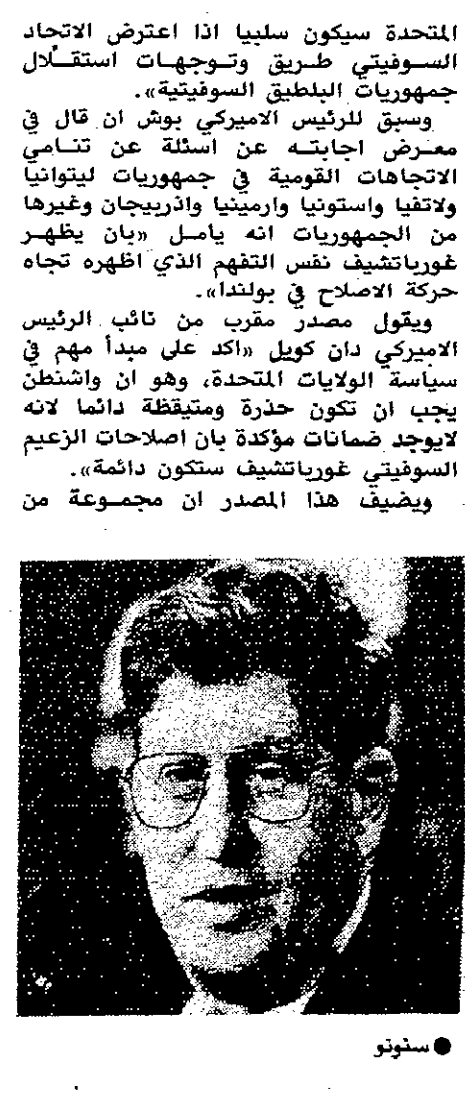 المتحدة سيكون سلبيا اذا اعترض الاتحاد
السوفيتي طريق وتوجهات استقلال
جمهوريات البلطيق السوفيتية».
وسبق للرئيس الاميركي بوش ان قال في
معرض اجابته عن اسئلة عن تنامي
الاتجاهات القومية في جمهوريات ليتوانيا
ولاتفيا واستونيا وارمينيا واذربيجان وغيرها
من الجمهوريات انه يامل «بان يظهر
غورباتشيف نفس التفهم الذي اظهره تجاه
حركة الاصلاح في بولندا».
ويقول مصدر مقرب من نائب الرئيس
الاميركي دان كويل «اكد على مبدأ مهم في
سياسة الولايات المتحدة، وهو ان واشنطن
يجب ان تكون حذرة ومتيقظة دائما لانه
لايوجد ضمانات مؤكدة بان اصلاحات الزعيم
السوفيتي غورباتشيف ستكون دائمة».
ويضيف هذا المصدر ان مجموعة من
● سنوتو